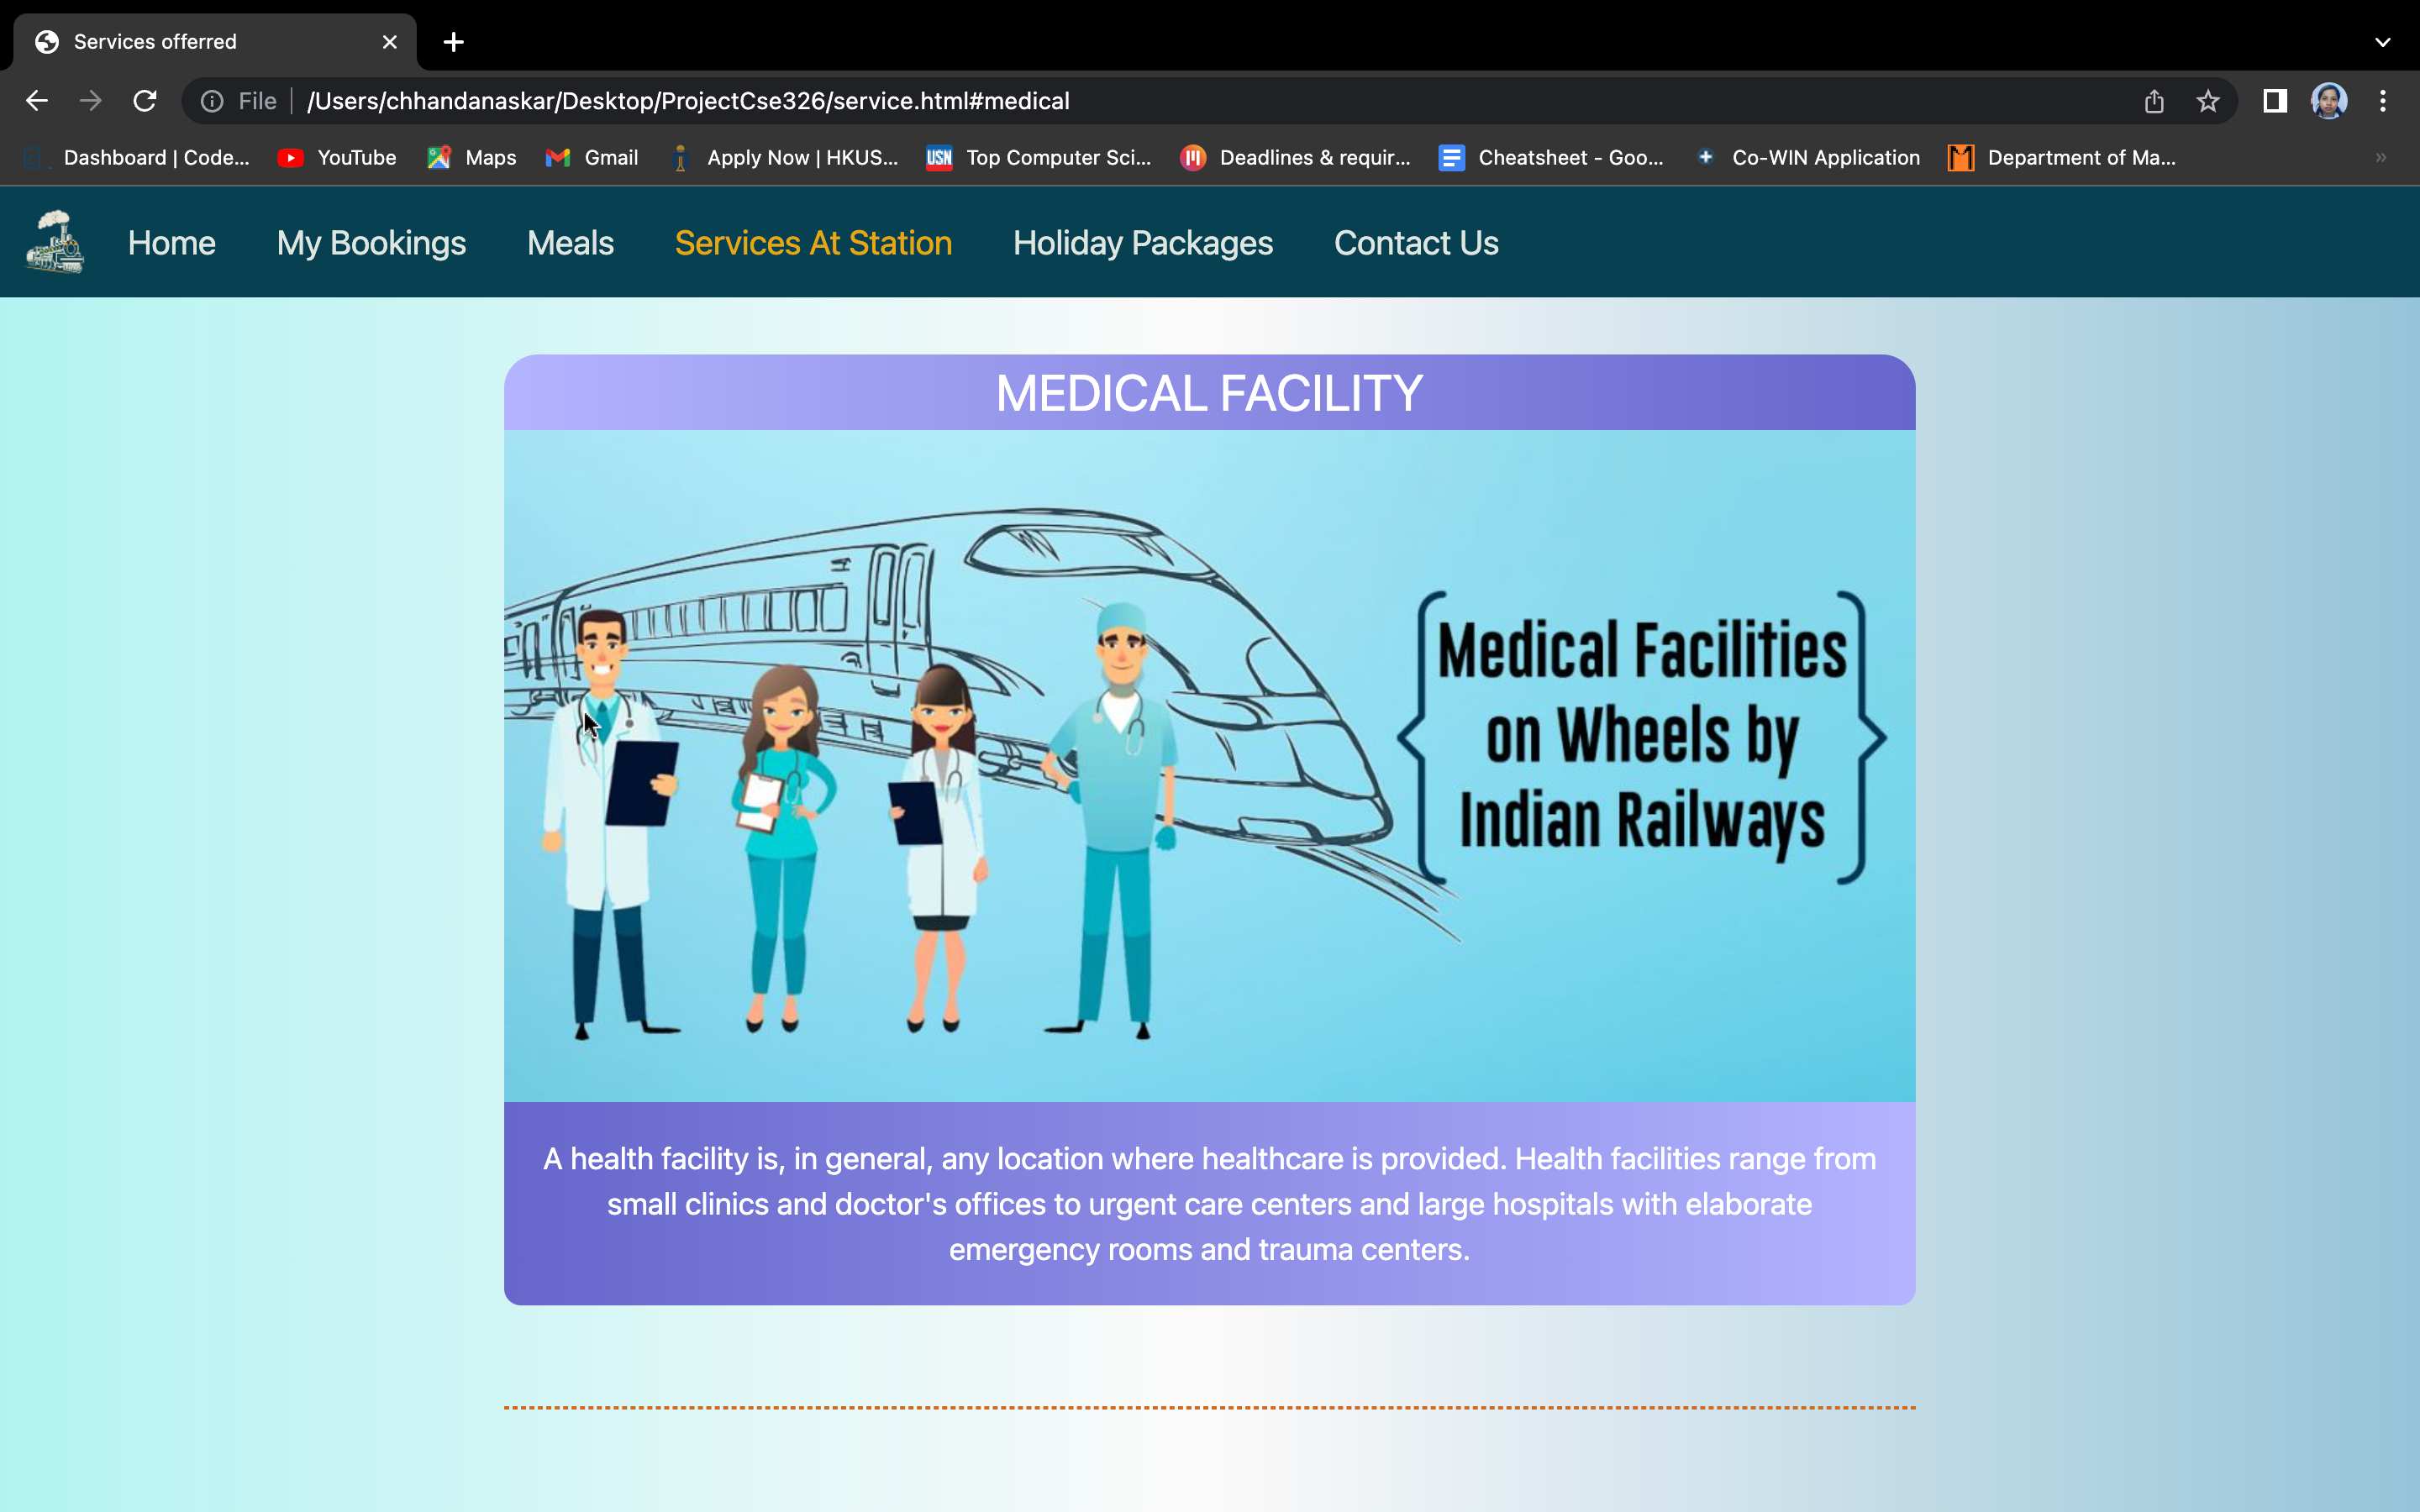 Services offerred
File /Users/chhandanaskar/Desktop/ProjectCse326/service.html#medical
Dashboard | Code... YouTube Maps Gmail Apply Now | HKUS... USN Top Computer Sci... Deadlines & requir... Cheatsheet - Goo... Co-WIN Application Department of Ma... »
Home My Bookings Meals Services At Station Holiday Packages Contact Us
MEDICAL FACILITY
Medical Facilities
on Wheels by
Indian Railways
A health facility is, in general, any location where healthcare is provided. Health facilities range from
small clinics and doctor's offices to urgent care centers and large hospitals with elaborate
emergency rooms and trauma centers.